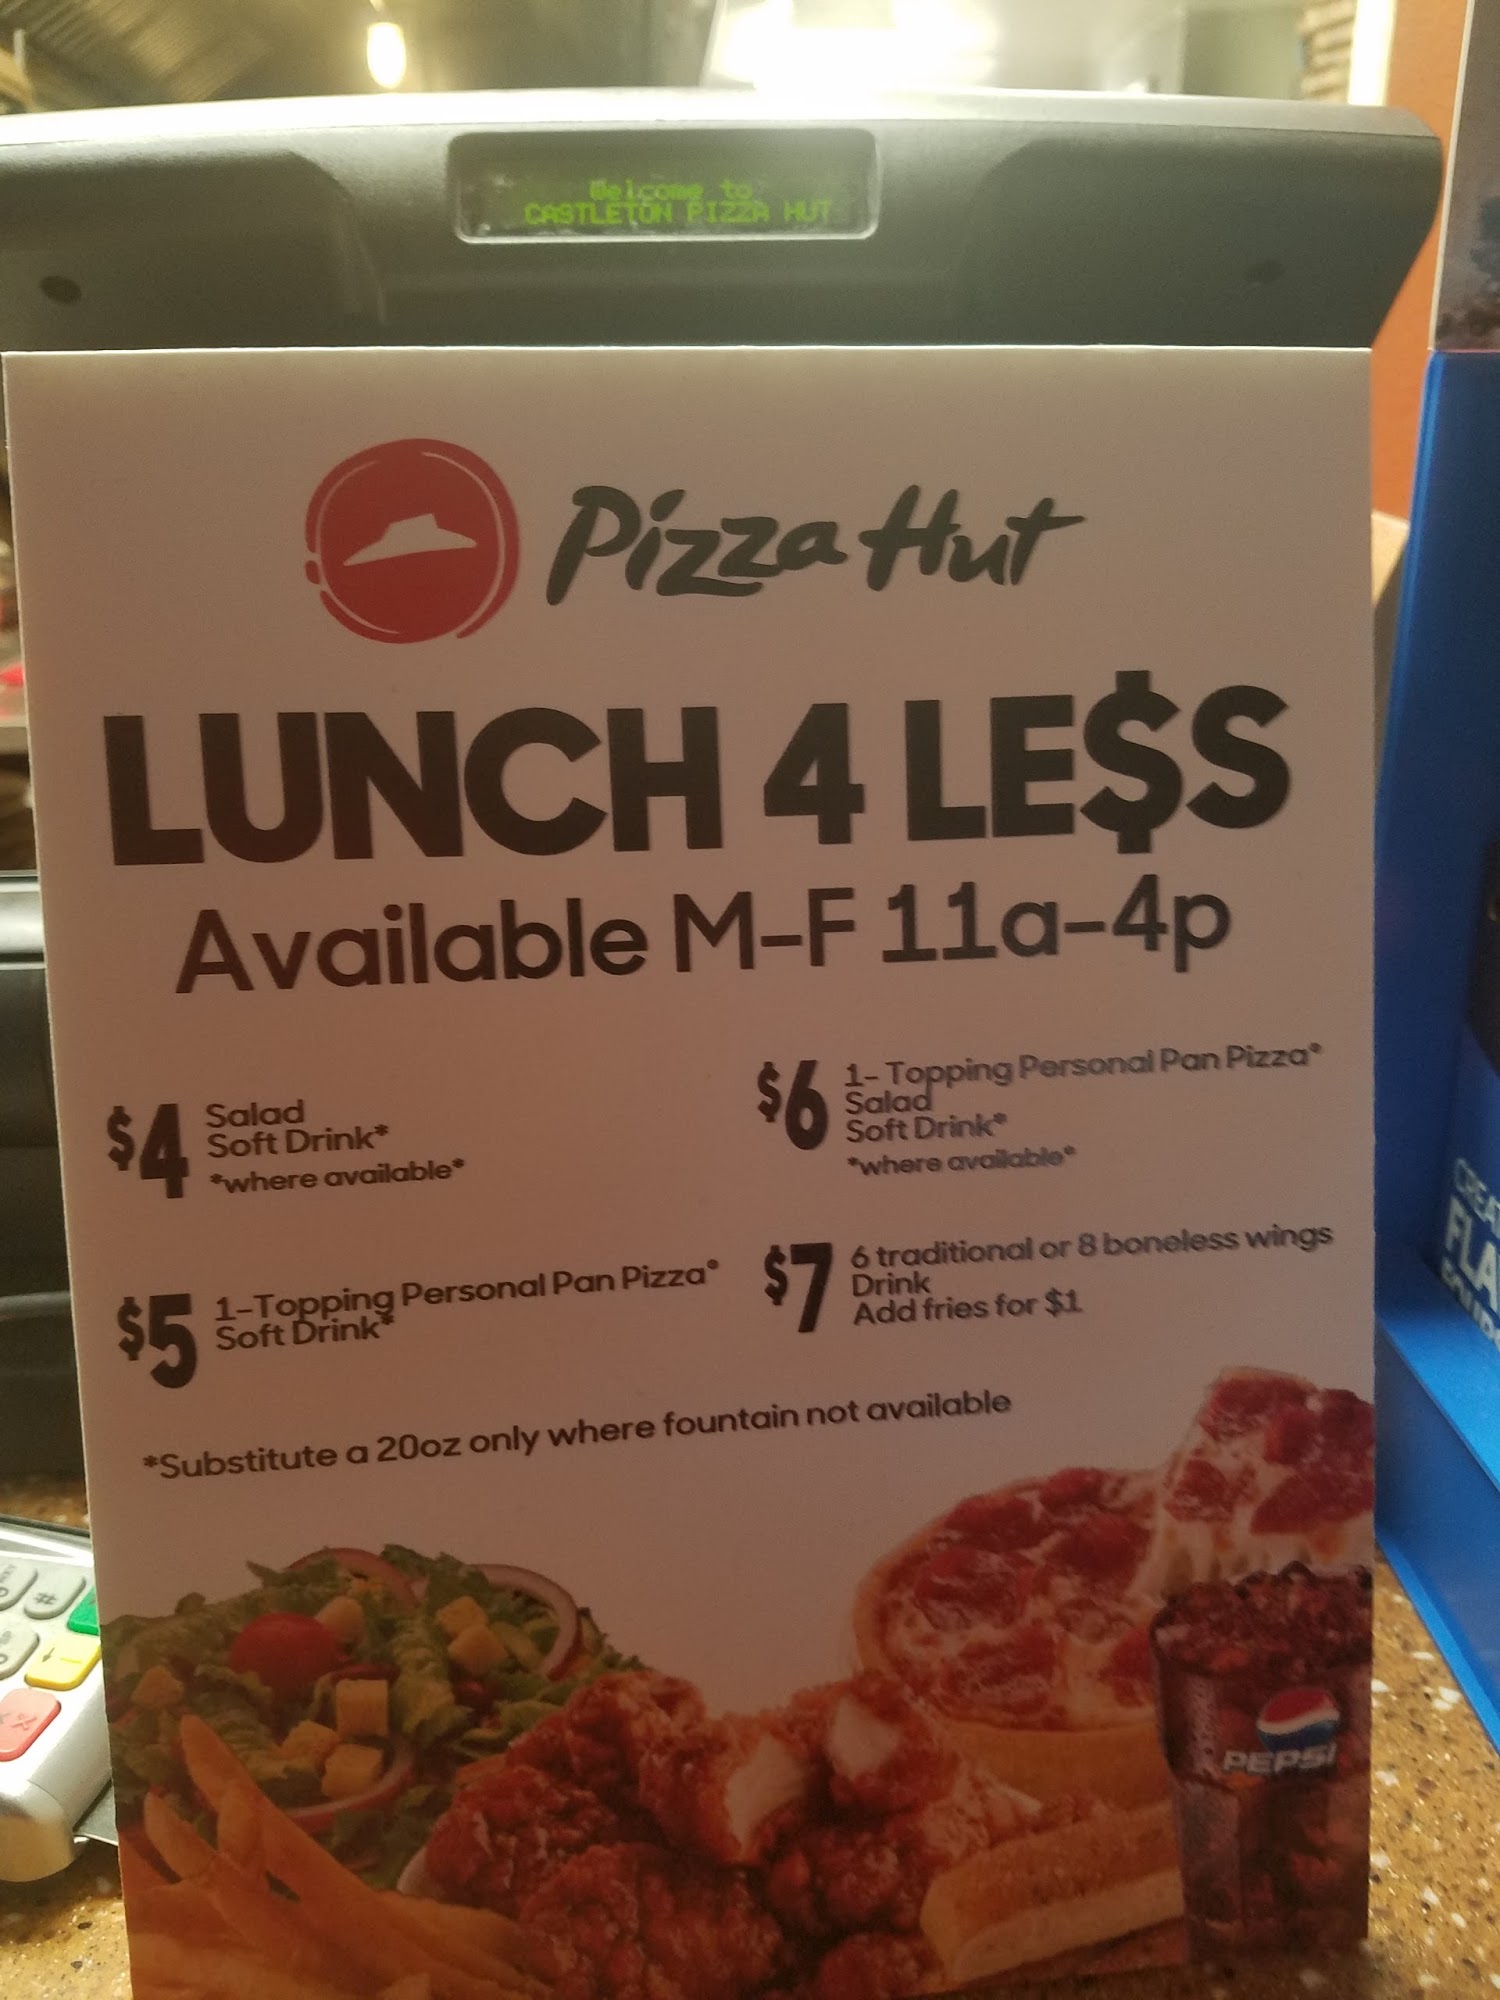 Welcome to
CASTLETON PIZZA HUT
Pizza Hut
LUNCH 4 LE$S
Available M-F 11a-4p
$4 Salad
Soft Drink*
*where available*
$6 1- Topping Personal Pan Pizza*
Salad
Soft Drink*
*where available*
$5 1-Topping Personal Pan Pizza*
Soft Drink*
$7 6 traditional or 8 boneless wings
Drink
Add fries for $1
*Substitute a 20oz only where fountain not available
PEPSI
#